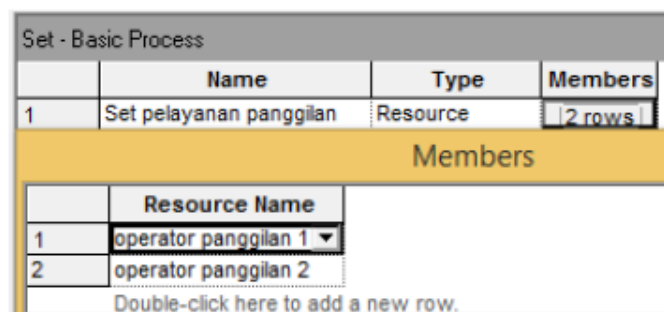 Set - Basic Process
Name Type Members
1 Set pelayanan panggilan Resource 2 rows
Members
Resource Name
1 operator panggilan 1
2 operator panggilan 2
Double-click here to add a new row.